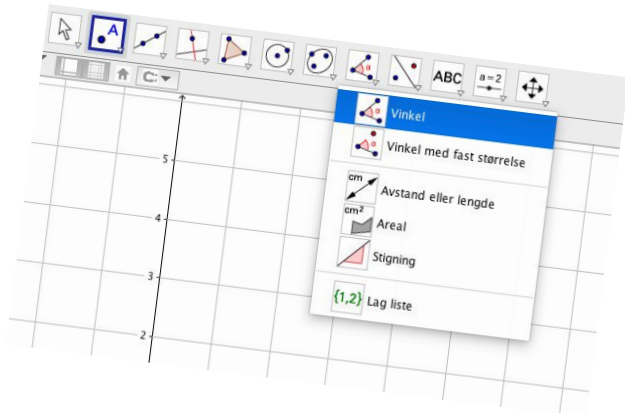 A
ABC
a=2
α
Vinkel
α
Vinkel med fast størrelse
cm
Avstand eller lengde
cm²
Areal
Stigning
{1,2}
Lag liste
5
4
3
2